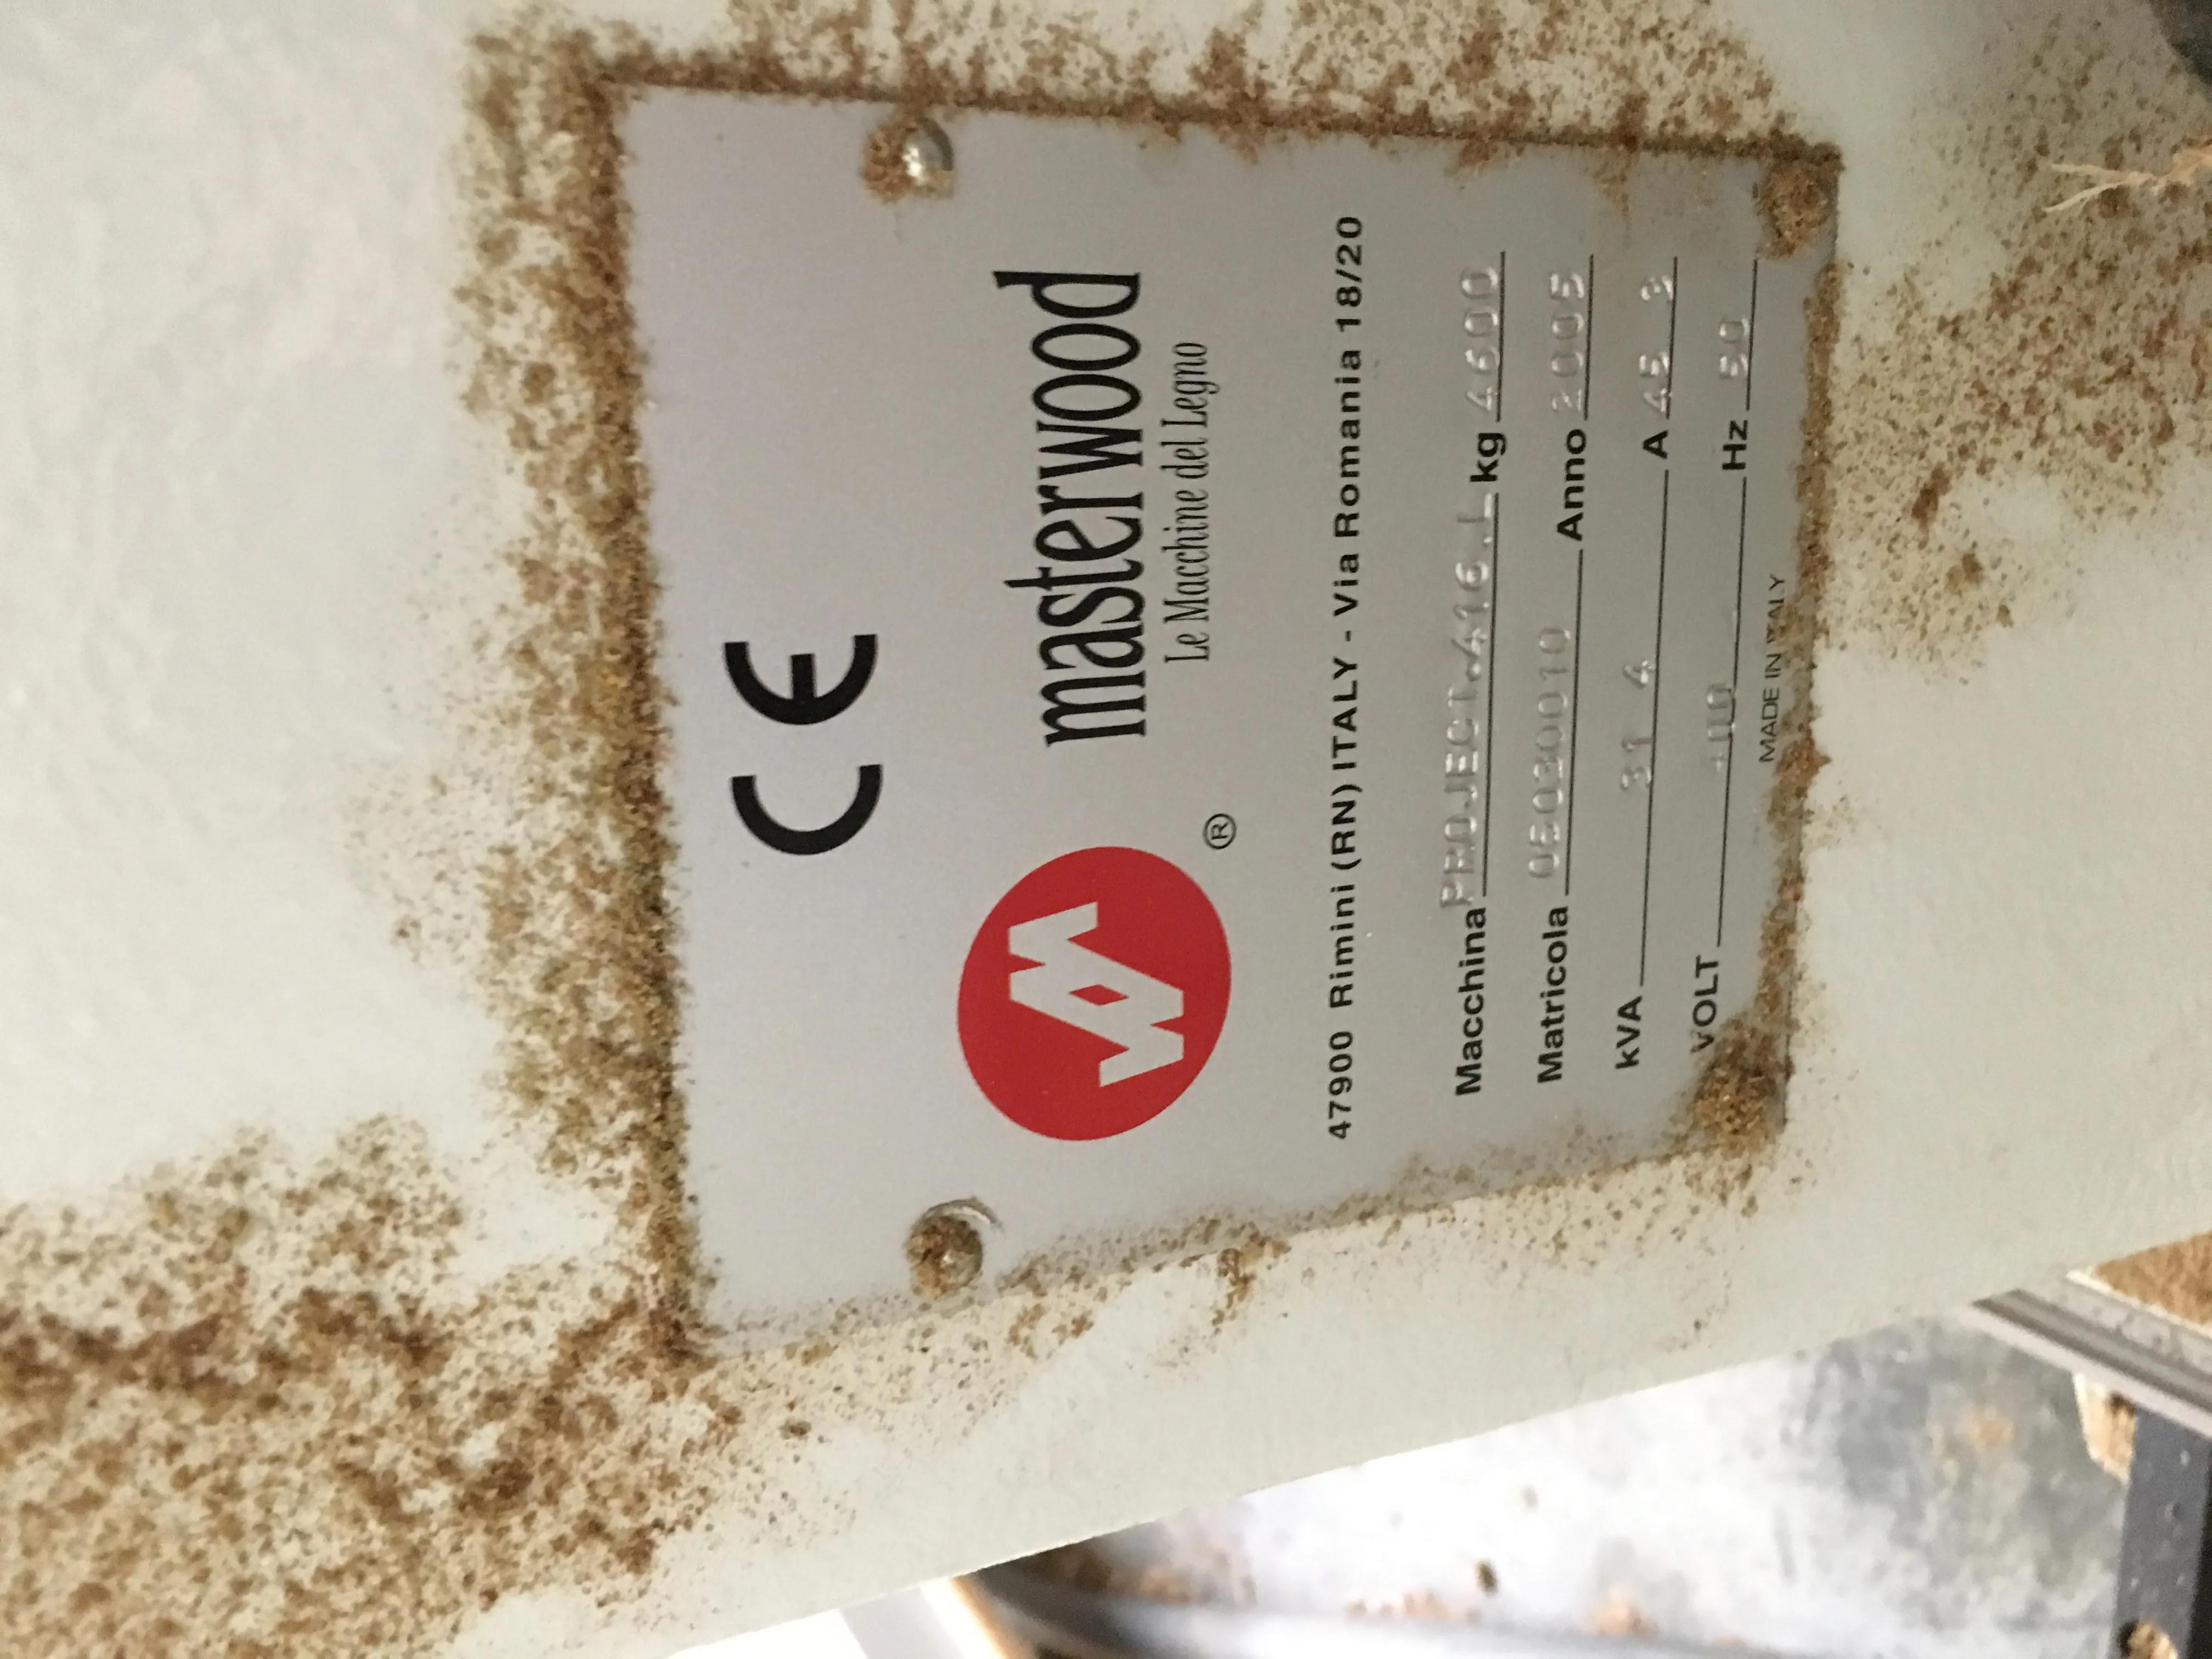 CE
masterwood
Le Macchine del Legno
®
47900 Rimini (RN) ITALY - Via Romania 18/20
Macchina PROJECT.416.L kg 4600
Matricola 05030010 Anno 2005
kVA 31 4 A 45 3
VOLT 400 Hz 50
MADE IN ITALY